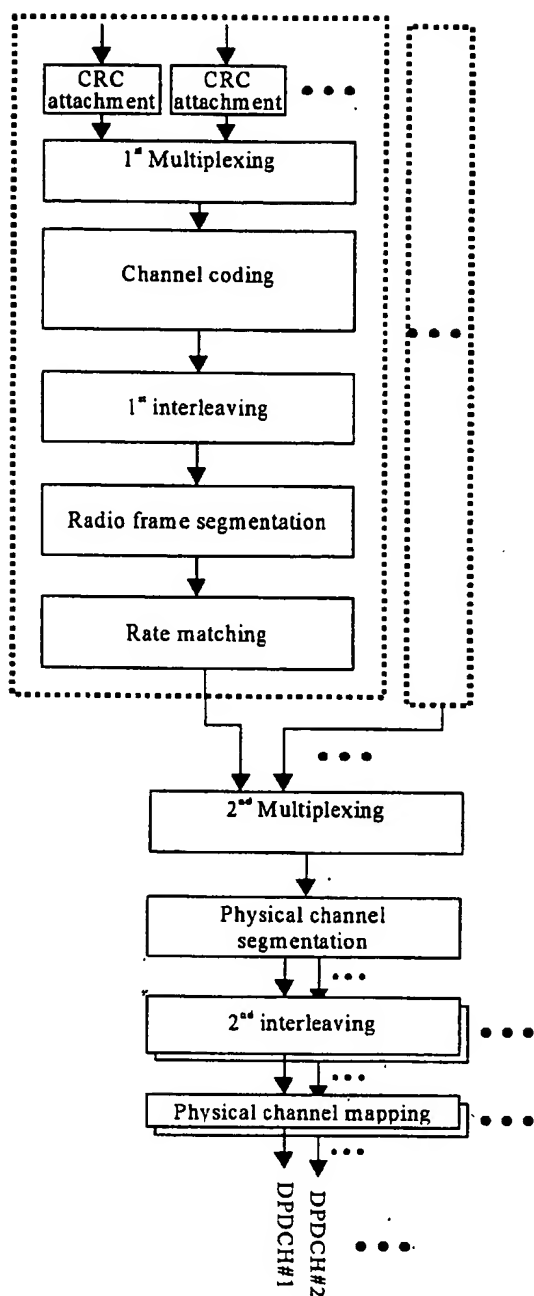 CRC
attachment
CRC
attachment
1st Multiplexing
Channel coding
1st interleaving
Radio frame segmentation
Rate matching
2nd Multiplexing
Physical channel
segmentation
2nd interleaving
Physical channel mapping
DPDCH#1
DPDCH#2